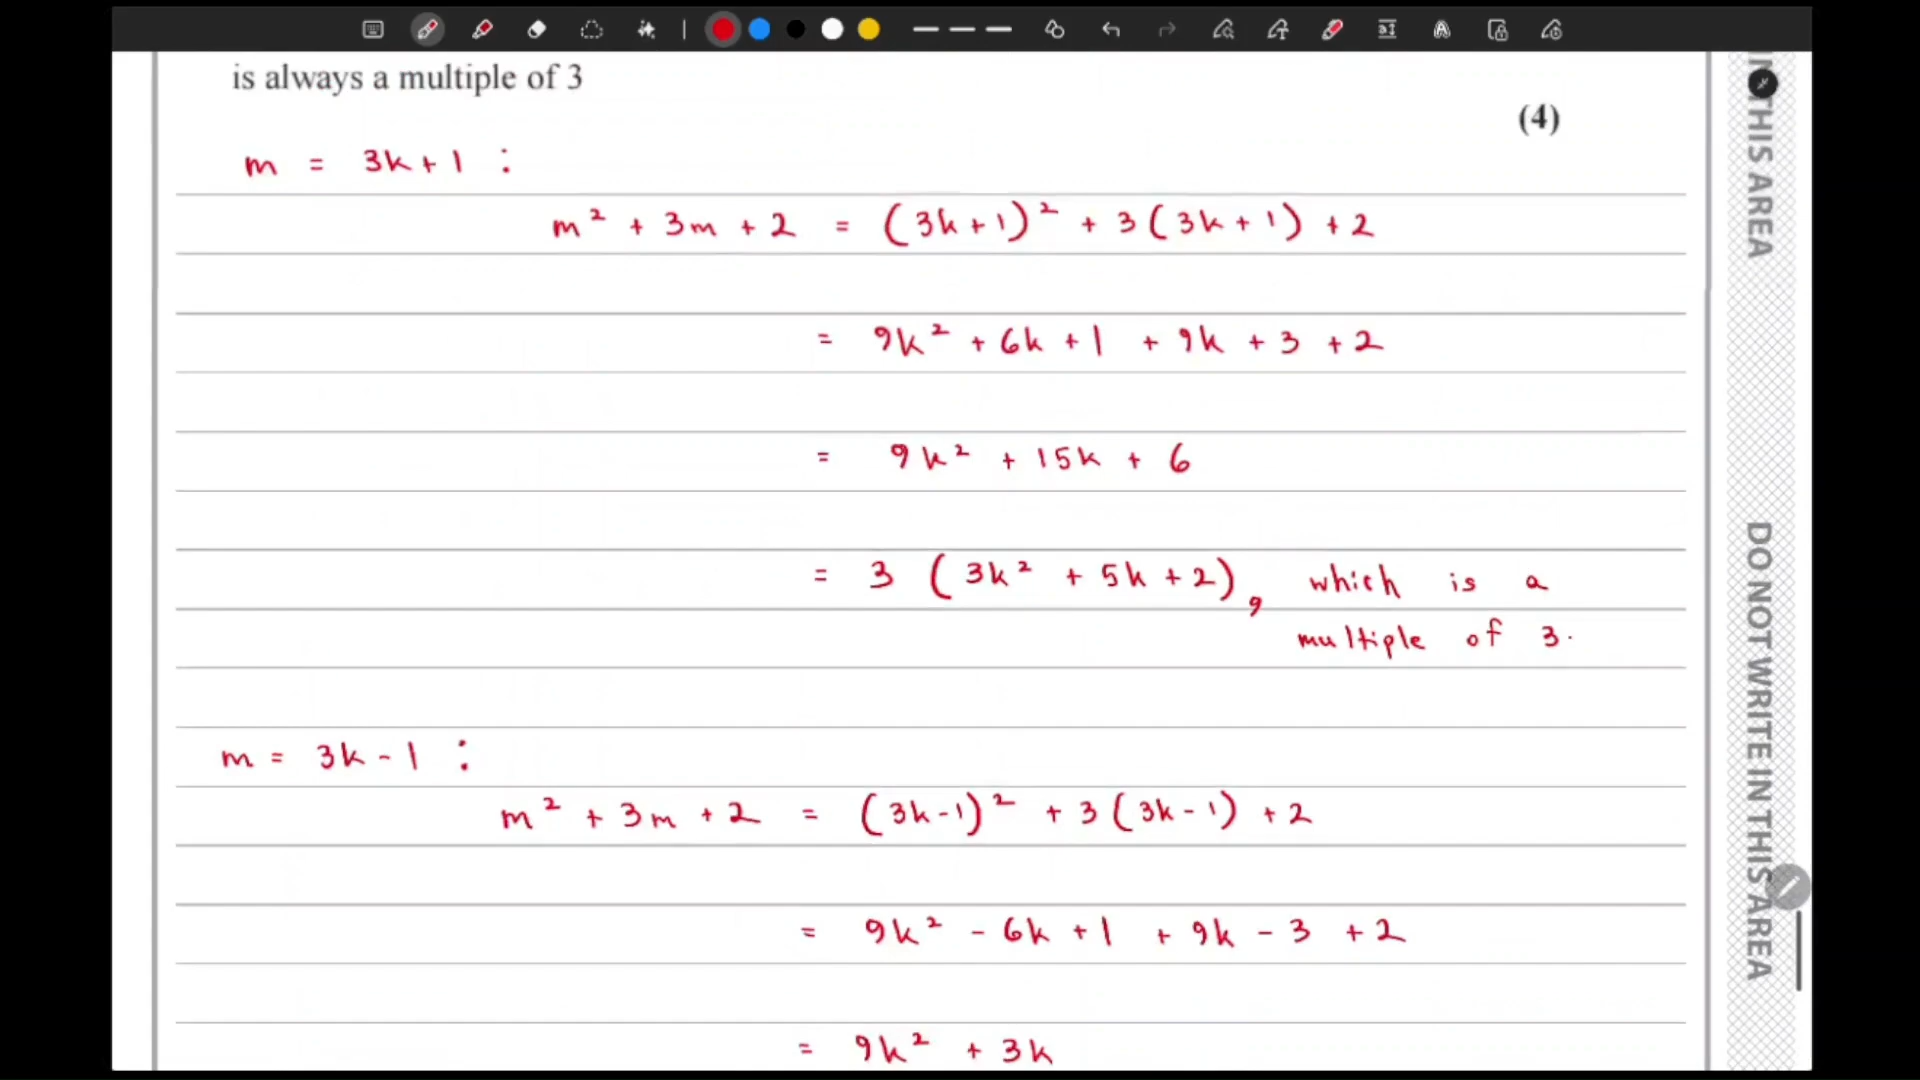 is always a multiple of 3
(4)
m = 3k + 1 :
m² + 3m + 2 = (3k + 1)² + 3(3k + 1) + 2
= 9k² + 6k + 1 + 9k + 3 + 2
= 9k² + 15k + 6
= 3 (3k² + 5k + 2), which is a
multiple of 3.
m = 3k - 1 :
m² + 3m + 2 = (3k - 1)² + 3(3k - 1) + 2
= 9k² - 6k + 1 + 9k - 3 + 2
= 9k² + 3k
IN THIS AREA
DO NOT WRITE IN THIS AREA